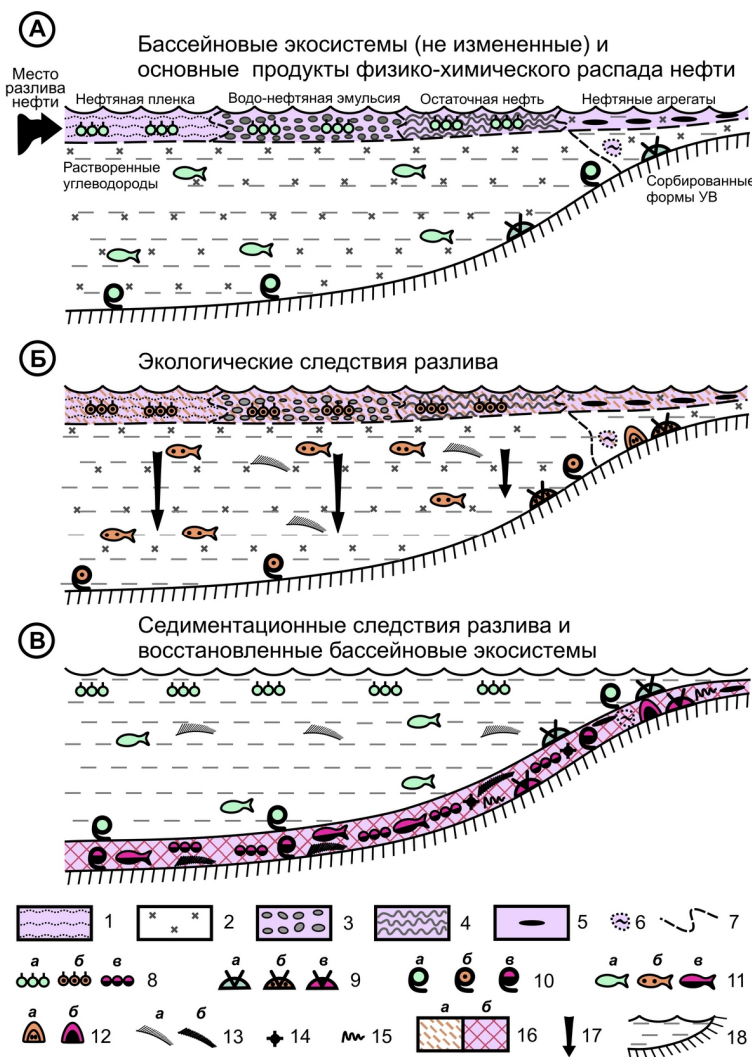 А
Бассейновые экосистемы (не измененные) и
основные продукты физико-химического распада нефти
Место
разлива
нефти
Нефтяная пленка
Водо-нефтяная эмульсия
Остаточная нефть
Нефтяные агрегаты
Растворенные
углеводороды
Сорбированные
формы УВ
Б
Экологические следствия разлива
В
Седиментационные следствия разлива и
восстановленные бассейновые экосистемы
1 2 3 4 5 6 7
а б в 8 а б в 9 а б в 10 а б в 11
а б 12 а б 13 14 15 а б 16 17 18